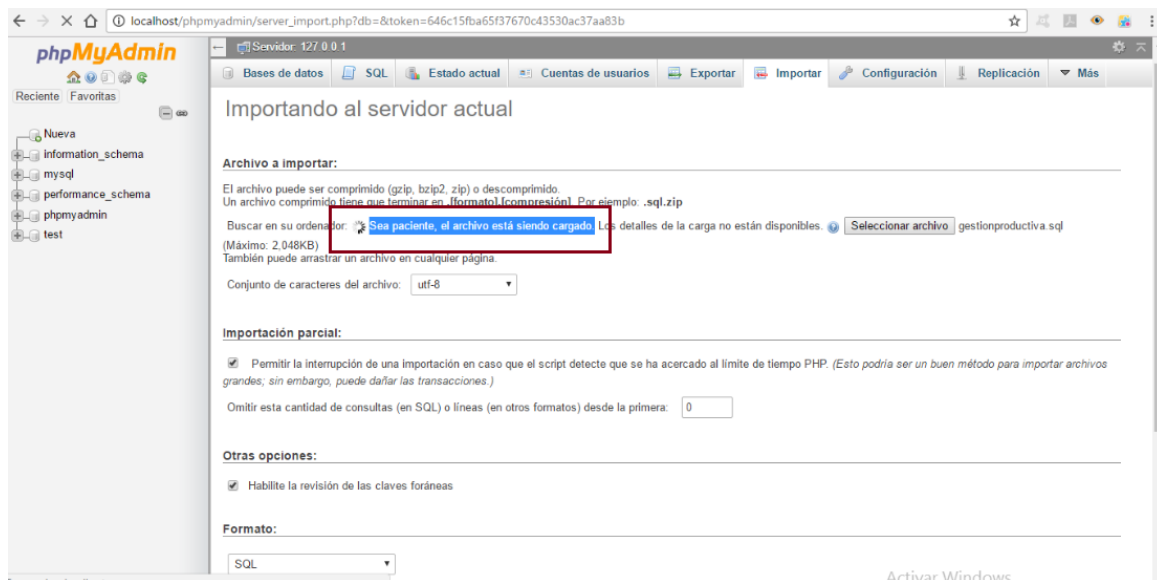 localhost/phpmyadmin/server_import.php?db=&token=646c15fba65f37670c43530ac37aa83b
phpMyAdmin
Reciente Favoritas
Nueva
information_schema
mysql
performance_schema
phpmyadmin
test
Servidor: 127.0.0.1
Bases de datos SQL Estado actual Cuentas de usuarios Exportar Importar Configuración Replicación Más
Importando al servidor actual
Archivo a importar:
El archivo puede ser comprimido (gzip, bzip2, zip) o descomprimido.
Un archivo comprimido tiene que terminar en .[formato].[compresión]. Por ejemplo: .sql.zip
Buscar en su ordenador: Sea paciente, el archivo está siendo cargado. Los detalles de la carga no están disponibles. Seleccionar archivo gestionproductiva.sql
(Máximo: 2,048KB)
También puede arrastrar un archivo en cualquier página.
Conjunto de caracteres del archivo: utf-8
Importación parcial:
Permitir la interrupción de una importación en caso que el script detecte que se ha acercado al límite de tiempo PHP. (Esto podría ser un buen método para importar archivos
grandes; sin embargo, puede dañar las transacciones.)
Omitir esta cantidad de consultas (en SQL) o líneas (en otros formatos) desde la primera: 0
Otras opciones:
Habilite la revisión de las claves foráneas
Formato:
SQL
Activar Windows